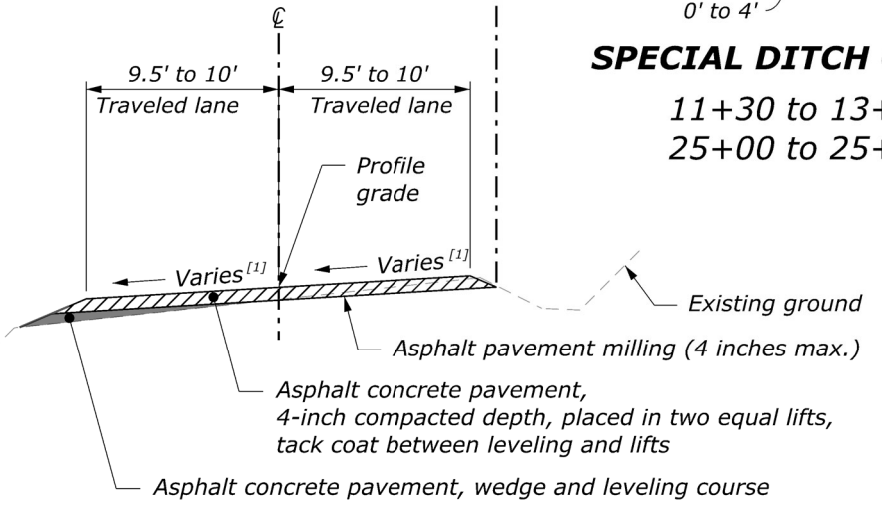 ℄
0' to 4'
SPECIAL DITCH
11+30 to 13+
25+00 to 25+
9.5' to 10'
Traveled lane
9.5' to 10'
Traveled lane
Profile
grade
Varies[1]
Varies[1]
Existing ground
Asphalt pavement milling (4 inches max.)
Asphalt concrete pavement,
4-inch compacted depth, placed in two equal lifts,
tack coat between leveling and lifts
Asphalt concrete pavement, wedge and leveling course